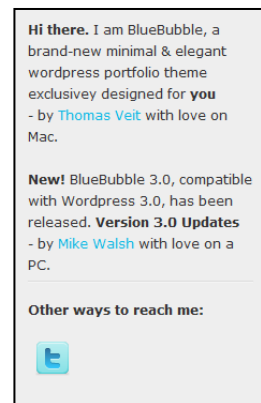 Hi there. I am BlueBubble, a
brand-new minimal & elegant
wordpress portfolio theme
exclusivey designed for you
- by Thomas Veit with love on
Mac.
New! BlueBubble 3.0, compatible
with Wordpress 3.0, has been
released. Version 3.0 Updates
- by Mike Walsh with love on a
PC.
Other ways to reach me:
t